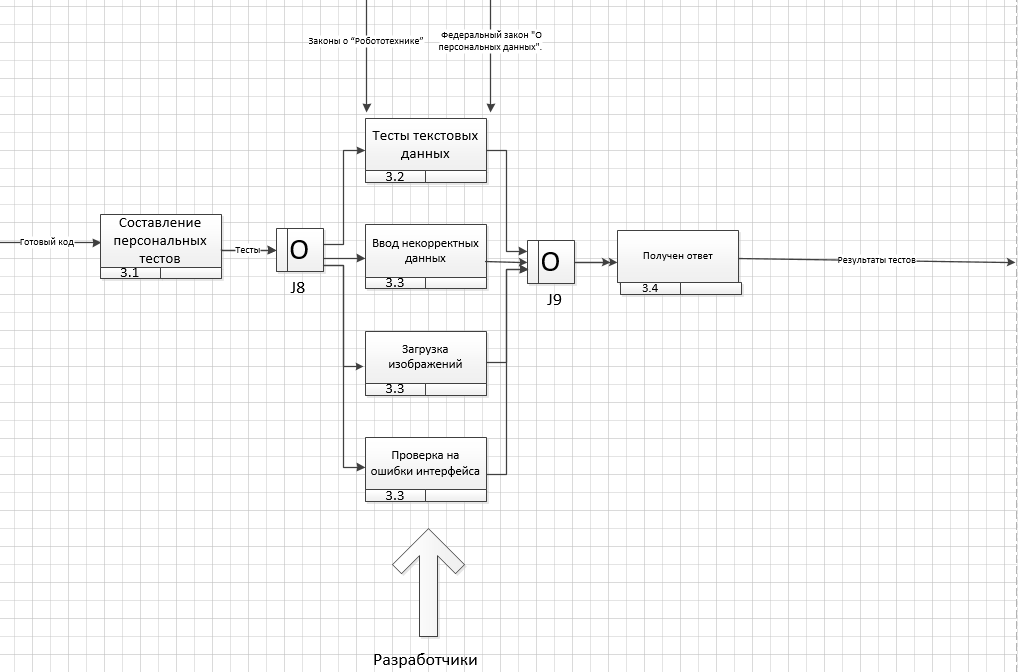 Законы о “Робототехнике”
Федеральный закон "О
персональных данных".
Тесты текстовых
данных
3.2
Готовый код
Составление
персональных
тестов
3.1
Тесты
O
J8
Ввод некорректных
данных
3.3
O
J9
Получен ответ
3.4
Результаты тестов
Загрузка
изображений
3.3
Проверка на
ошибки интерфейса
3.3
Разработчики